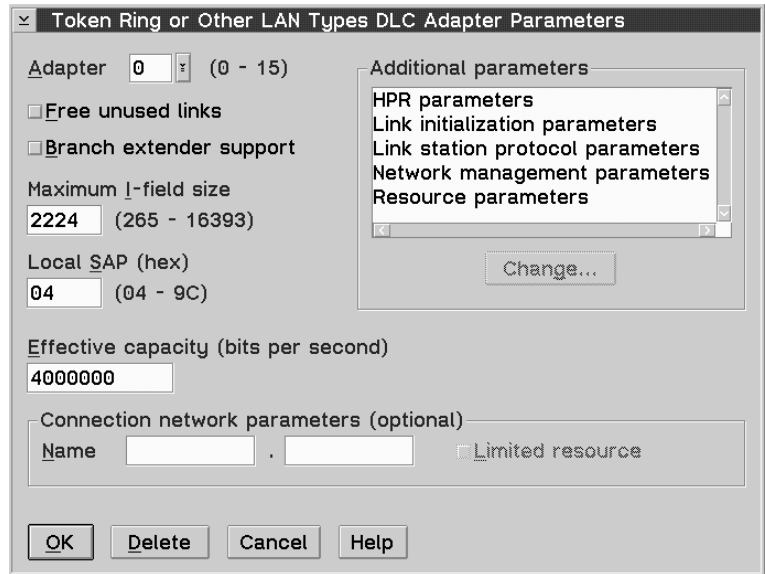 Token Ring or Other LAN Types DLC Adapter Parameters
Adapter 0 (0 - 15)
Free unused links
Branch extender support
Maximum I-field size
2224 (265 - 16393)
Local SAP (hex)
04 (04 - 9C)
Additional parameters
HPR parameters
Link initialization parameters
Link station protocol parameters
Network management parameters
Resource parameters
Change...
Effective capacity (bits per second)
4000000
Connection network parameters (optional)
Name . Limited resource
OK Delete Cancel Help